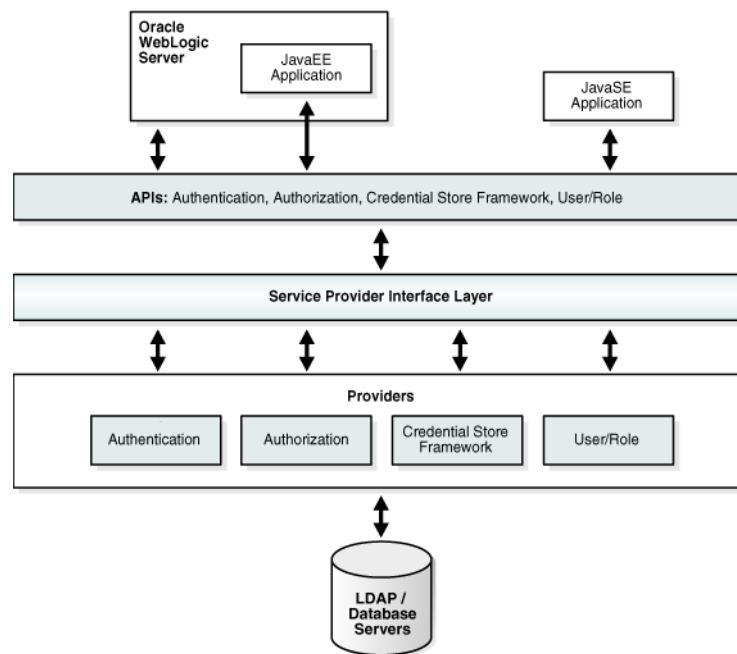 Oracle
WebLogic
Server
JavaEE
Application
JavaSE
Application
APIs: Authentication, Authorization, Credential Store Framework, User/Role
Service Provider Interface Layer
Providers
Authentication
Authorization
Credential Store
Framework
User/Role
LDAP /
Database
Servers